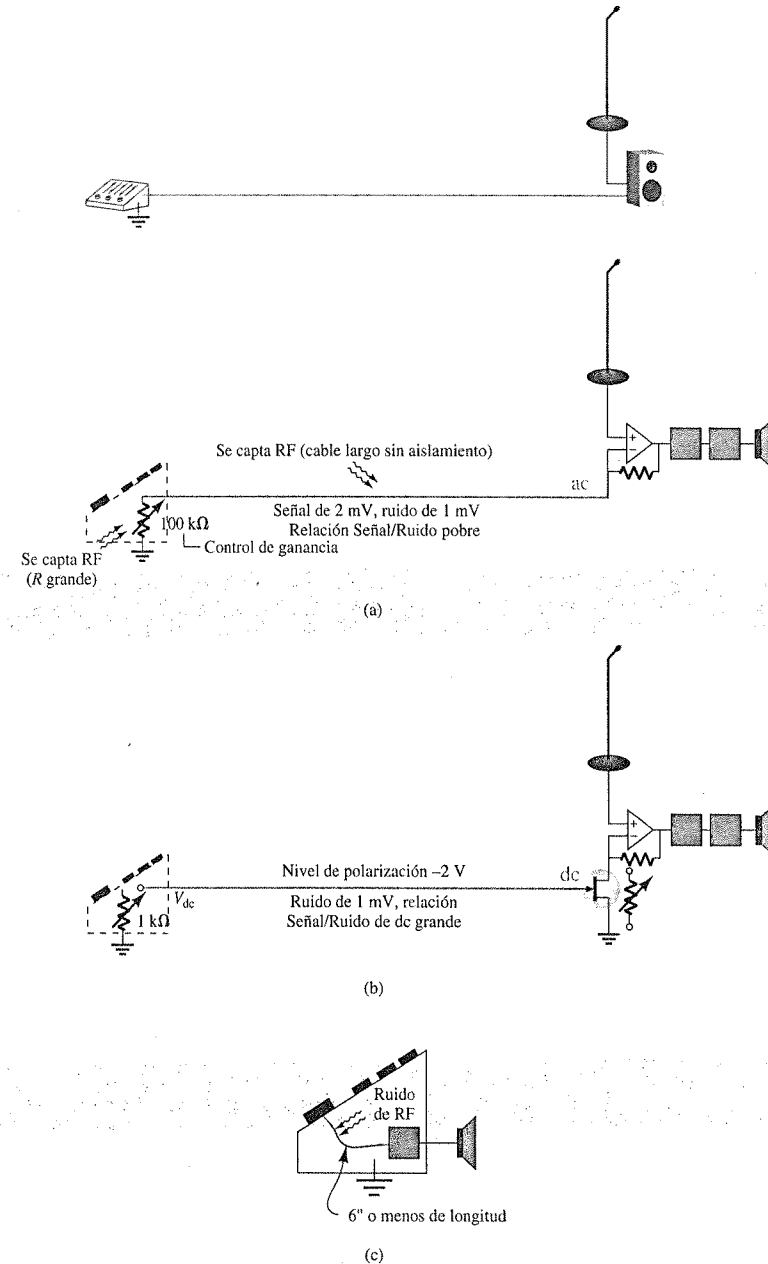 Se capta RF (cable largo sin aislamiento)
ac
+
−
Señal de 2 mV, ruido de 1 mV
Relación Señal/Ruido pobre
100 kΩ
Control de ganancia
Se capta RF
(R grande)
(a)
+
−
Nivel de polarización –2 V
dc
Vdc
Ruido de 1 mV, relación
Señal/Ruido de dc grande
1 kΩ
(b)
Ruido
de RF
6" o menos de longitud
(c)